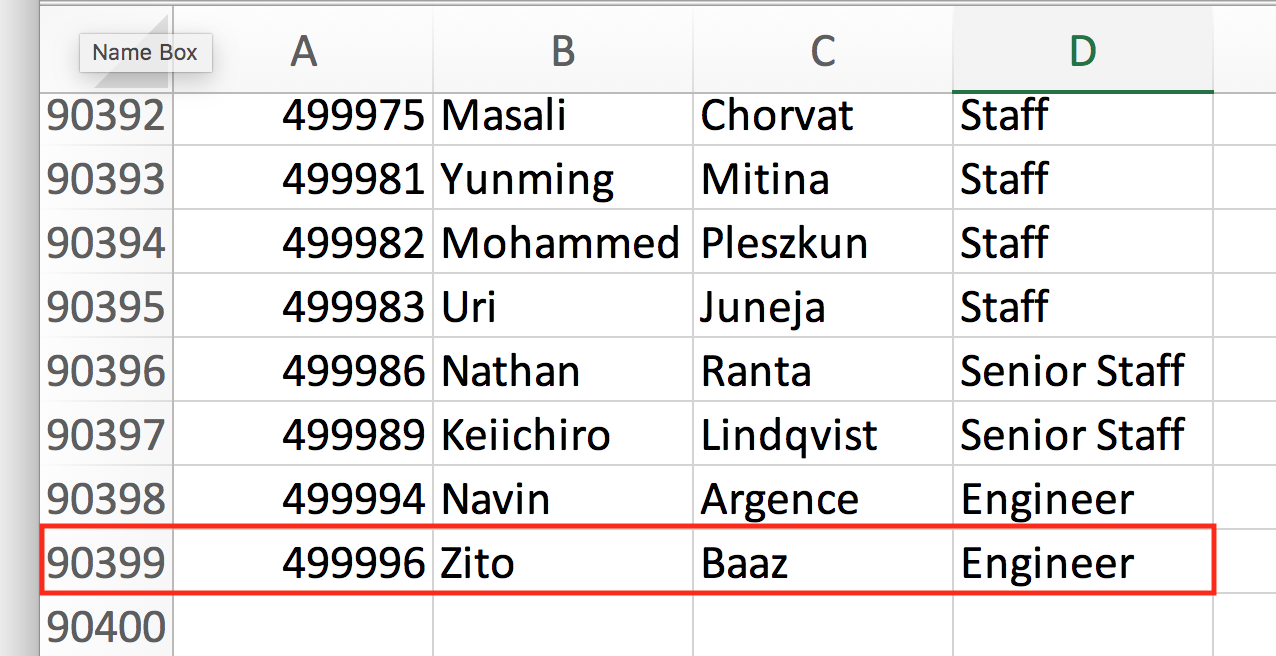 Name Box A B C D
90392 499975 Masali Chorvat Staff
90393 499981 Yunming Mitina Staff
90394 499982 Mohammed Pleszkun Staff
90395 499983 Uri Juneja Staff
90396 499986 Nathan Ranta Senior Staff
90397 499989 Keiichiro Lindqvist Senior Staff
90398 499994 Navin Argence Engineer
90399 499996 Zito Baaz Engineer
90400